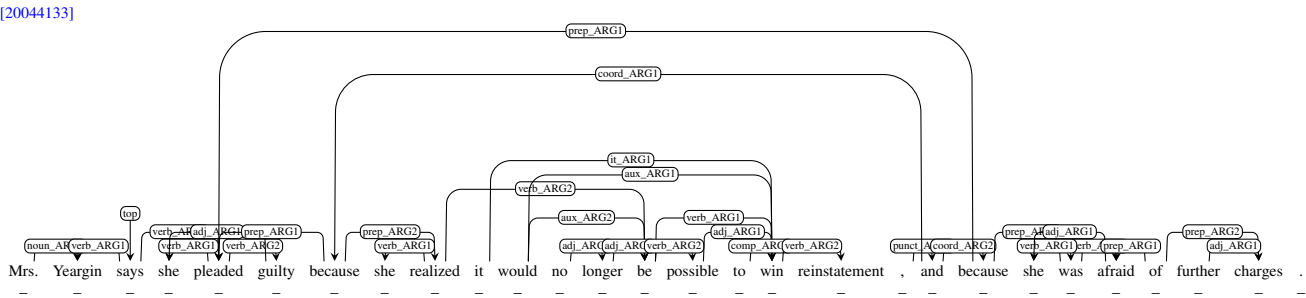 [20044133]
prep_ARG1
coord_ARG1
it_ARG1
aux_ARG1
verb_ARG2
top aux_ARG2 verb_ARG1
adj_ARG1 prep_ARG1 prep_ARG2 adj_ARG1 adj_ARG1 prep_ARG2
verb_ARG1 verb_ARG1 verb_ARG2 verb_ARG1 verb_ARG2 verb_ARG2 coord_ARG2 verb_ARG1 prep_ARG1 adj_ARG1
Mrs. Yeargin says she pleaded guilty because she realized it would no longer be possible to win reinstatement , and because she was afraid of further charges .